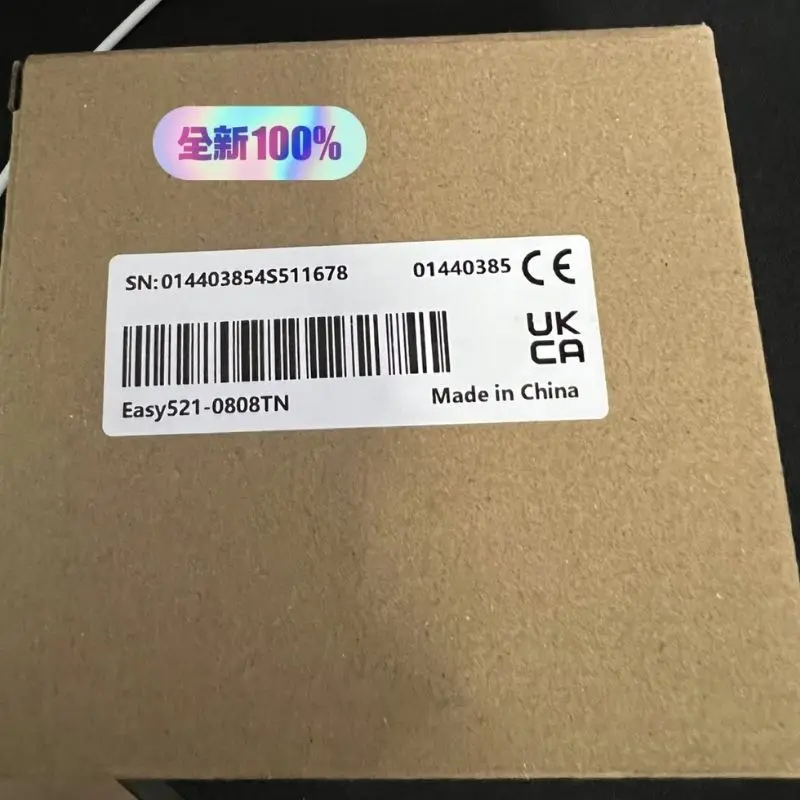 全新100%
SN:014403854S511678
01440385 CE
UK
CA
Easy521-0808TN
Made in China